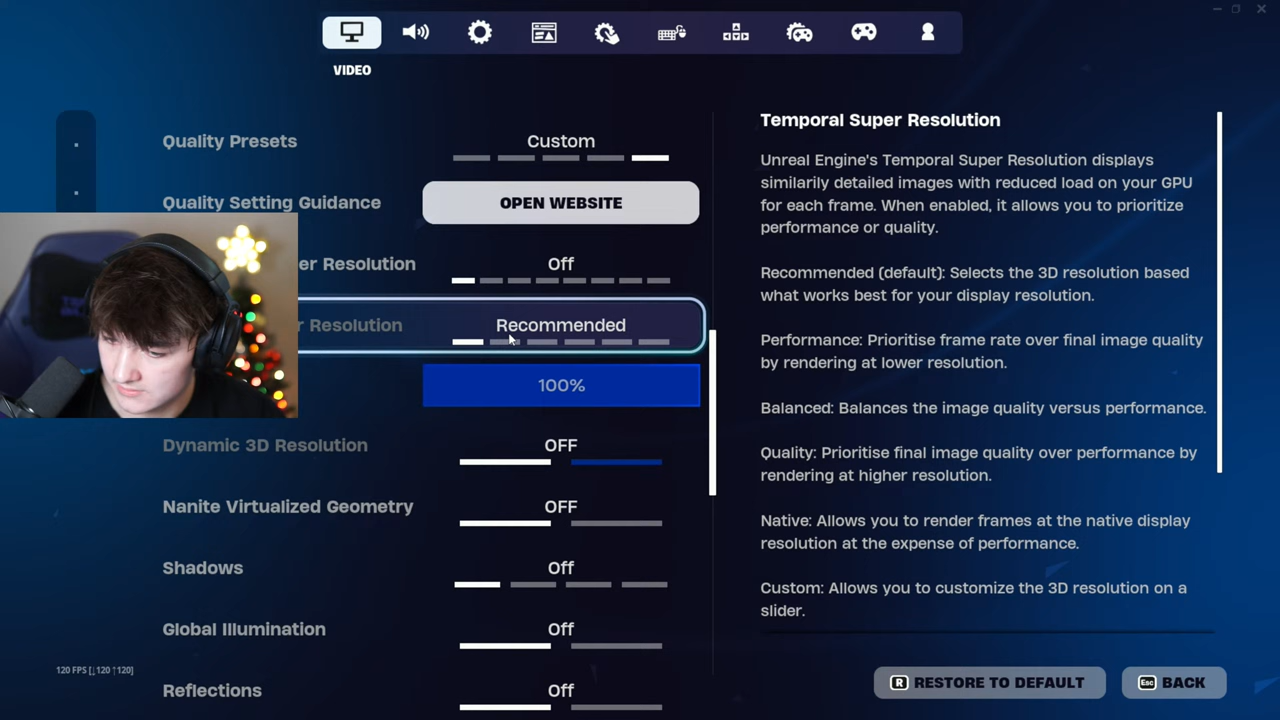 VIDEO
Quality Presets
Custom
Quality Setting Guidance
OPEN WEBSITE
er Resolution
Off
r Resolution
Recommended
100%
Dynamic 3D Resolution
OFF
Nanite Virtualized Geometry
OFF
Shadows
Off
Global Illumination
Off
Reflections
Off
Temporal Super Resolution
Unreal Engine's Temporal Super Resolution displays
similarily detailed images with reduced load on your GPU
for each frame. When enabled, it allows you to prioritize
performance or quality.
Recommended (default): Selects the 3D resolution based
what works best for your display resolution.
Performance: Prioritise frame rate over final image quality
by rendering at lower resolution.
Balanced: Balances the image quality versus performance.
Quality: Prioritise final image quality over performance by
rendering at higher resolution.
Native: Allows you to render frames at the native display
resolution at the expense of performance.
Custom: Allows you to customize the 3D resolution on a
slider.
120 FPS [↓120 ↑120]
R RESTORE TO DEFAULT
Esc BACK